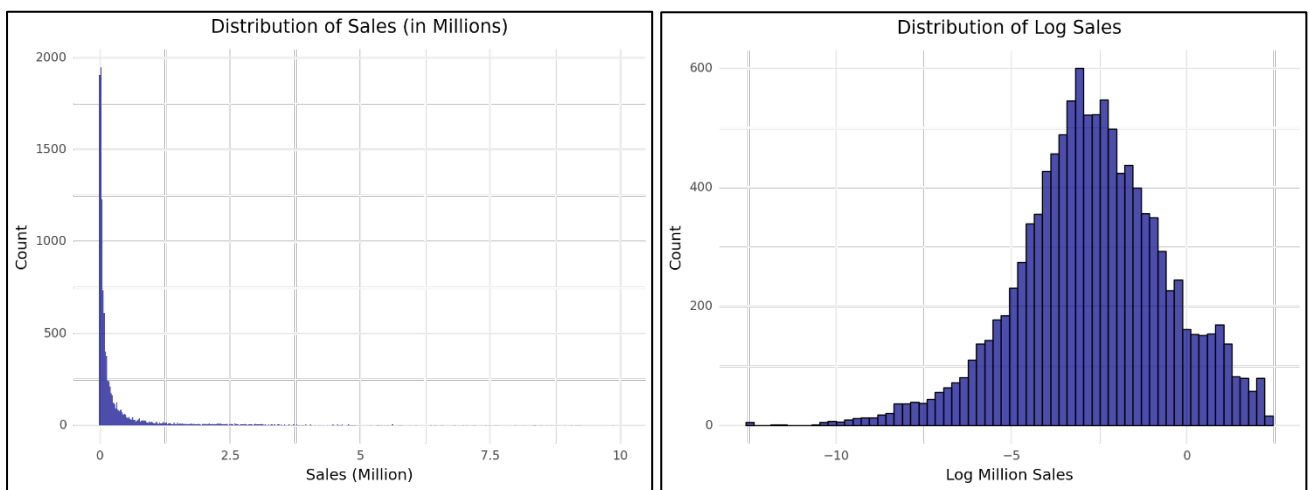 Distribution of Sales (in Millions)
2000
1500
1000
500
0
Count
0 2.5 5 7.5 10
Sales (Million)
Distribution of Log Sales
600
400
200
0
Count
−10 −5 0
Log Million Sales